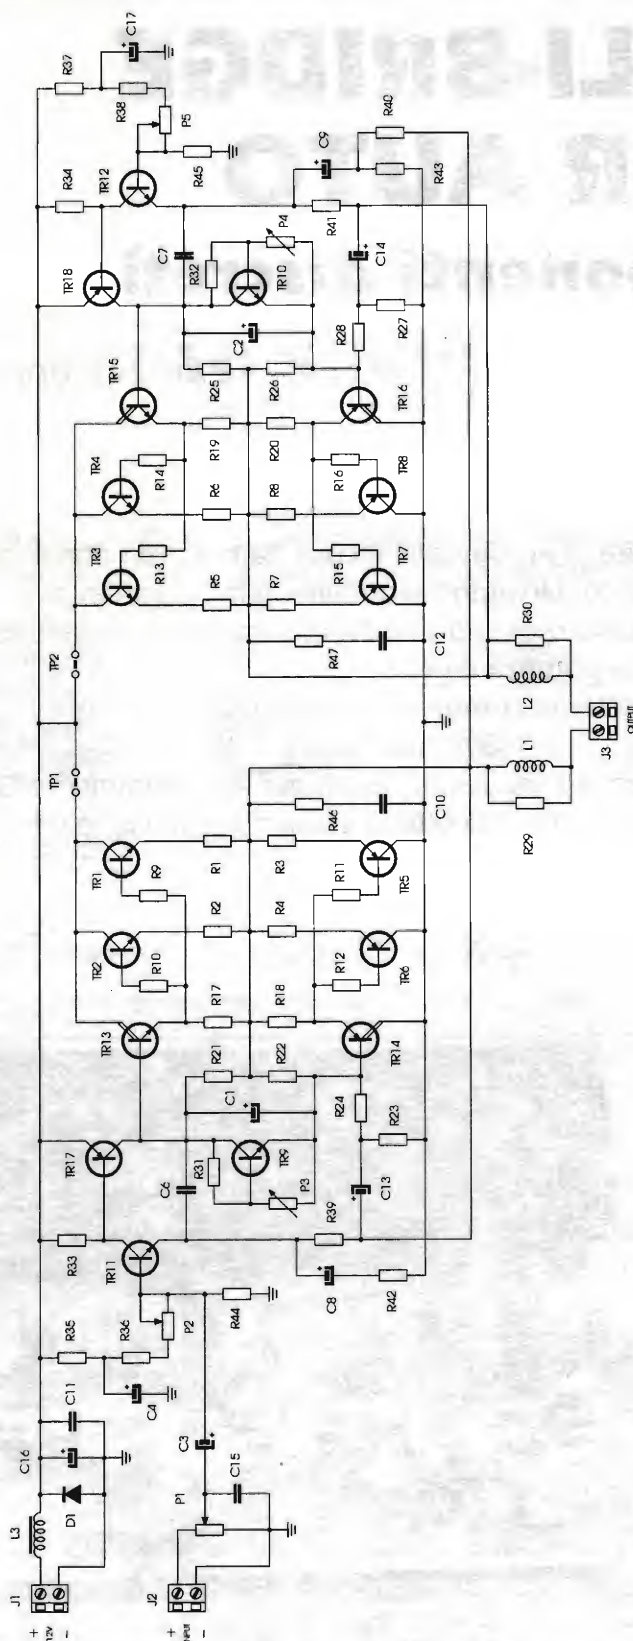 J1
+
12V
-
L3
D1
C16
C11
J2
+
INPUT
-
P1
C15
C3
C4
R35
R36
P2
R44
R33
TR11
TR17
C6
R31
TR9
P3
R39
C8
R42
C13
C1
R21
R22
R24
R23
TR13
R17
R18
TR14
TR2
R10
R2
R4
R12
TR6
TR1
R9
R1
R3
R11
TR5
R46
C10
TP1
TP2
R29
L1
J3
OUTPUT
L2
R30
R47
C12
TR3
R13
R5
R7
R15
TR7
TR4
R14
R6
R8
R16
TR8
TR15
R19
R20
TR16
R25
R26
C2
R28
R27
TR18
C7
R32
TR10
P4
C14
R41
R34
TR12
C9
R43
R40
R45
P5
R38
R37
C17